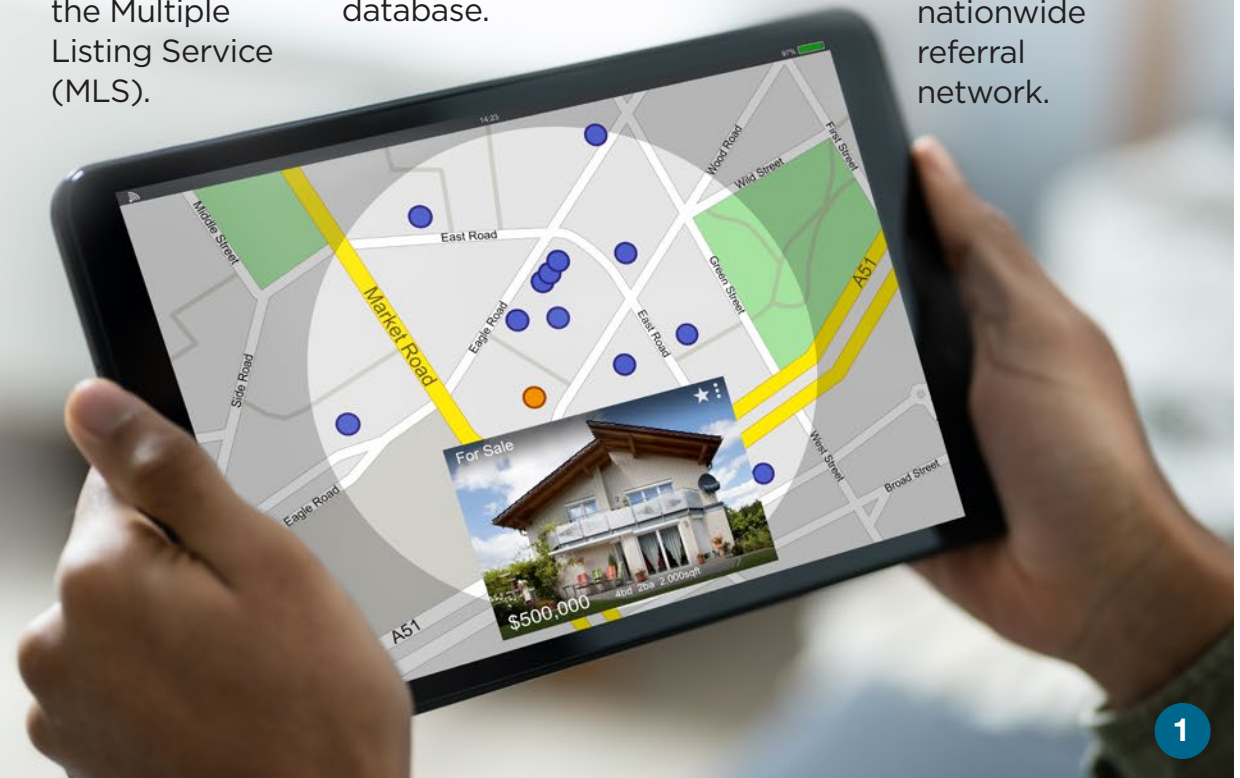 the Multiple
Listing Service
(MLS).
database.
nationwide
referral
network.
97%
14:23
First Street
Wood Road
Wild Street
Middle Street
East Road
Green Street
A51
Market Road
Eagle Road
East Road
Side Road
For Sale
West Street
Broad Street
Eagle Road
4bd 2ba 2,000sqft
$500,000
A51
1